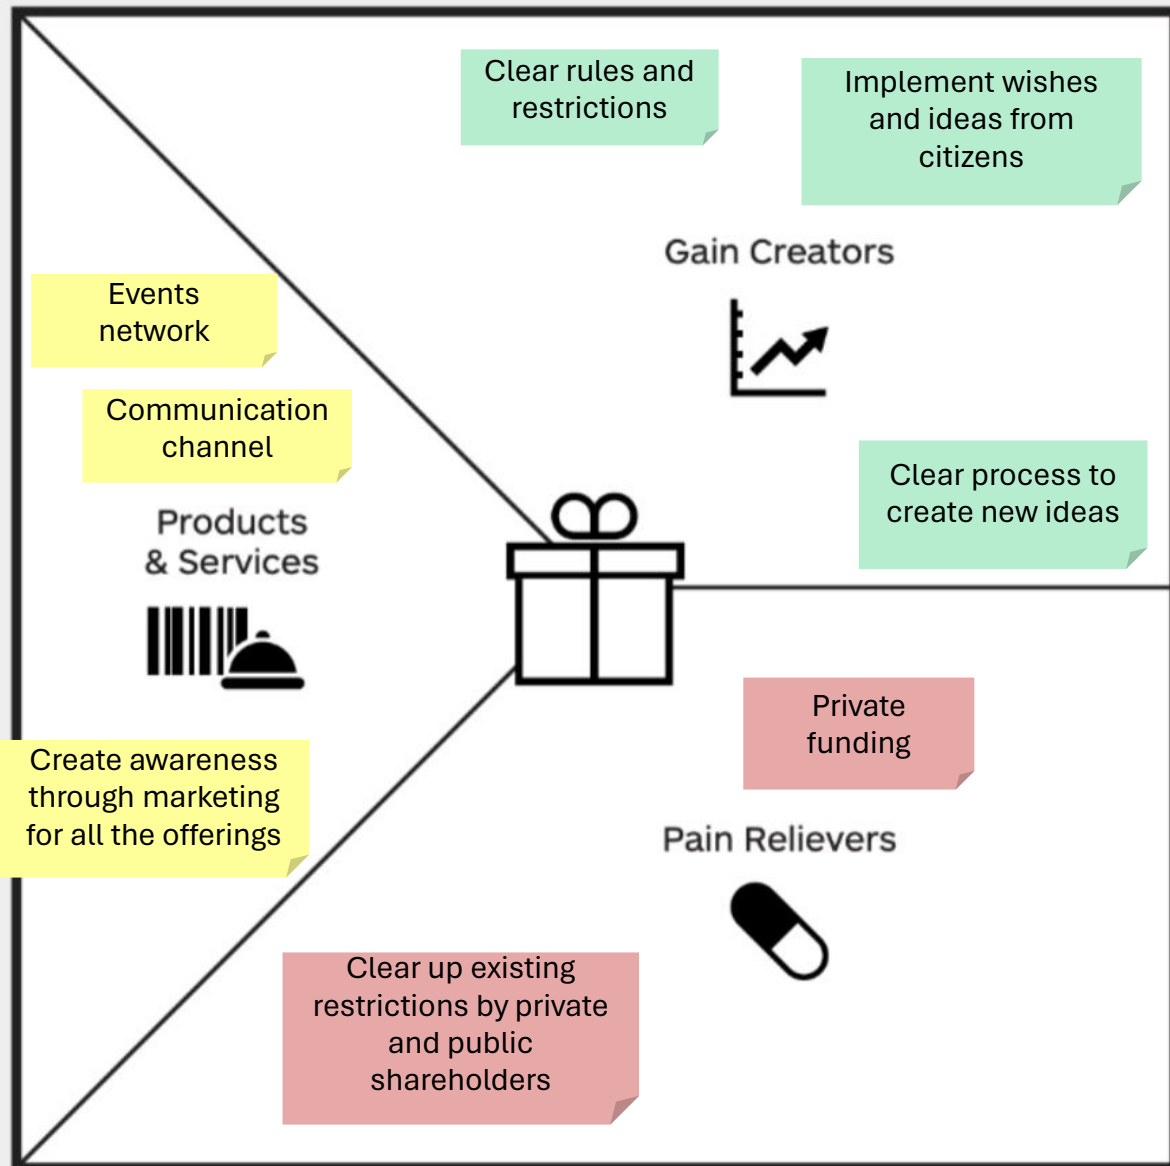 Clear rules and
restrictions
Implement wishes
and ideas from
citizens
Gain Creators
Events
network
Communication
channel
Products
& Services
Clear process to
create new ideas
Create awareness
through marketing
for all the offerings
Private
funding
Pain Relievers
Clear up existing
restrictions by private
and public
shareholders